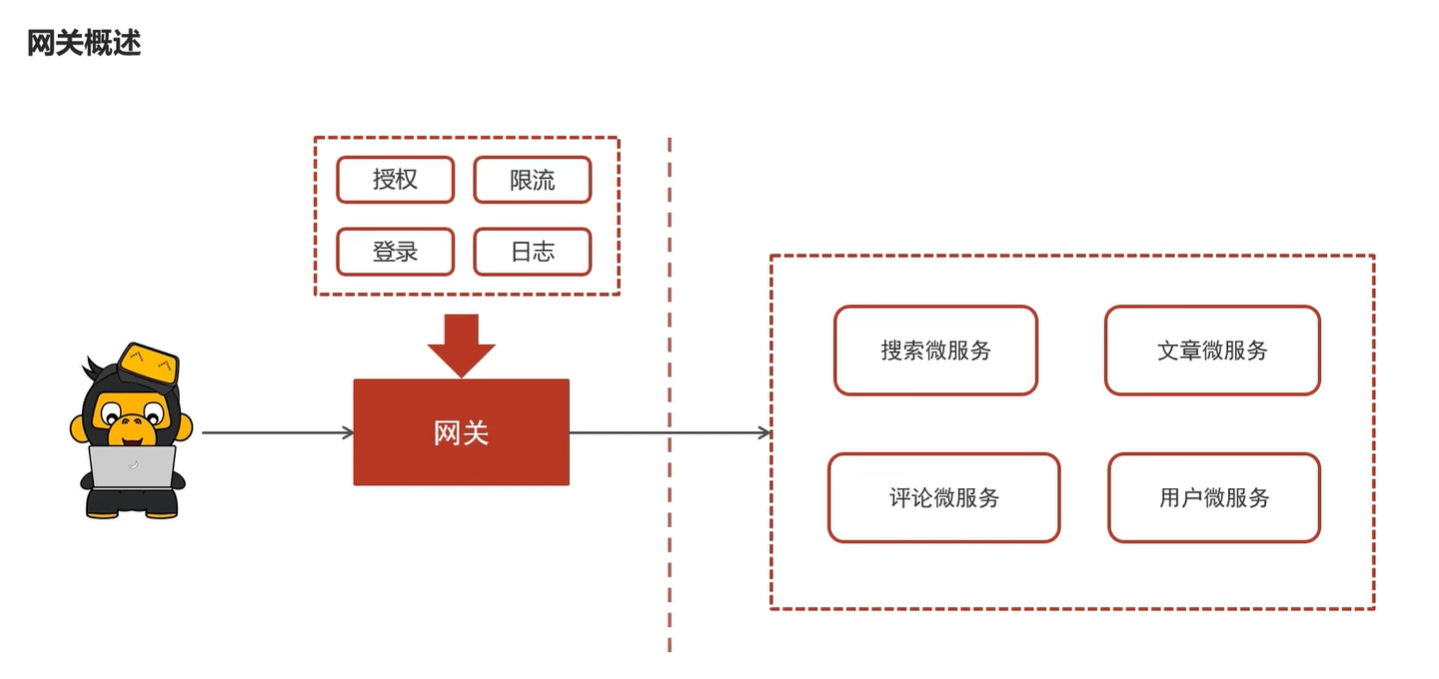 网关概述
授权
限流
登录
日志
网关
搜索微服务
文章微服务
评论微服务
用户微服务